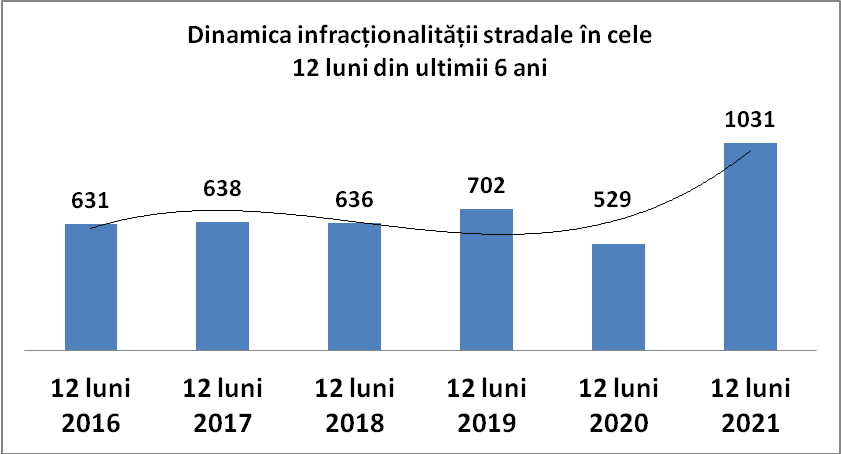 Dinamica infracționalității stradale în cele
12 luni din ultimii 6 ani
631
638
636
702
529
1031
12 luni
2016
12 luni
2017
12 luni
2018
12 luni
2019
12 luni
2020
12 luni
2021